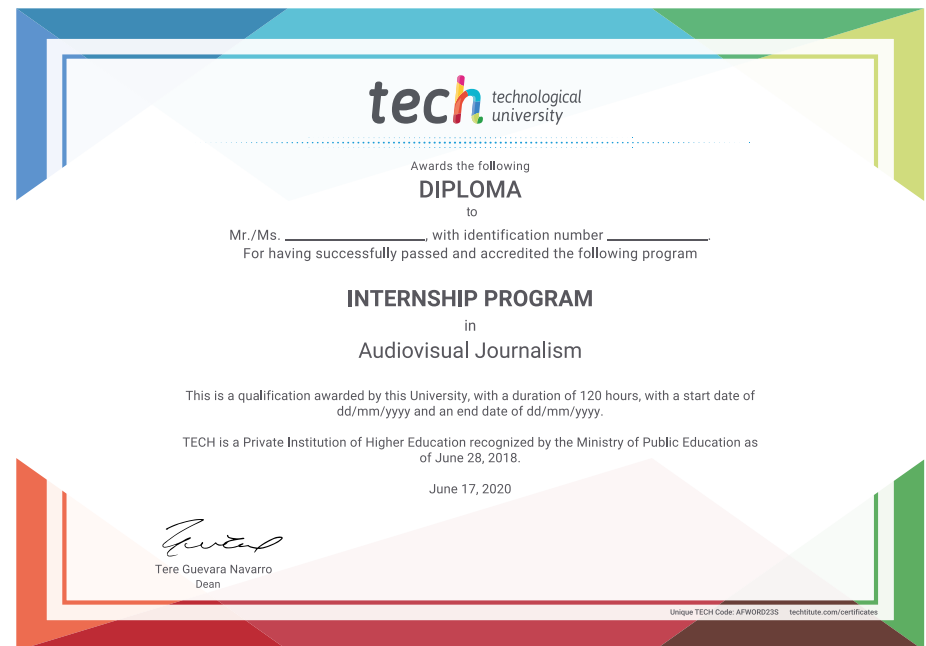 tech technological
university
Awards the following
DIPLOMA
to
Mr./Ms. ____________________, with identification number ______________.
For having successfully passed and accredited the following program
INTERNSHIP PROGRAM
in
Audiovisual Journalism
This is a qualification awarded by this University, with a duration of 120 hours, with a start date of
dd/mm/yyyy and an end date of dd/mm/yyyy.
TECH is a Private Institution of Higher Education recognized by the Ministry of Public Education as
of June 28, 2018.
June 17, 2020
Tere Guevara Navarro
Dean
Unique TECH Code: AFWORD23S techtitute.com/certificates